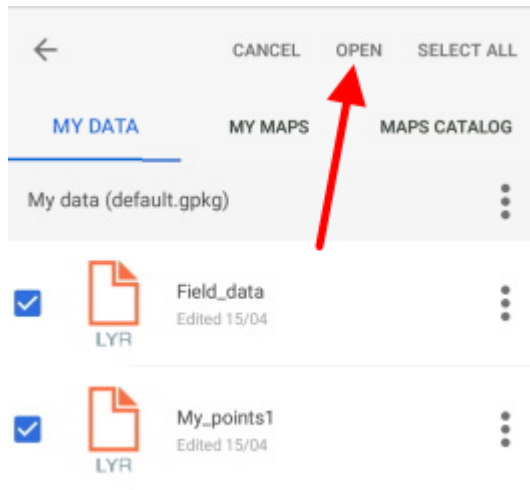 CANCEL OPEN SELECT ALL
MY DATA MY MAPS MAPS CATALOG
My data (default.gpkg)
Field_data
Edited 15/04
LYR
My_points1
Edited 15/04
LYR